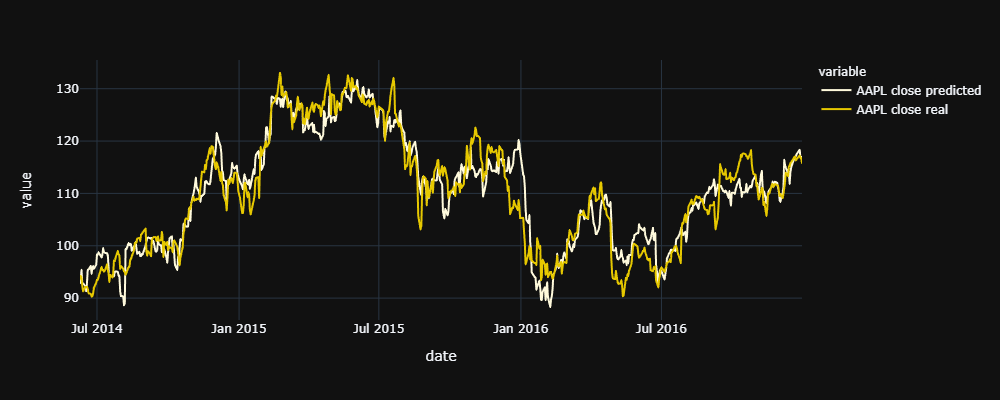 variable
AAPL close predicted
AAPL close real
value
130
120
110
100
90
Jul 2014
Jan 2015
Jul 2015
Jan 2016
Jul 2016
date